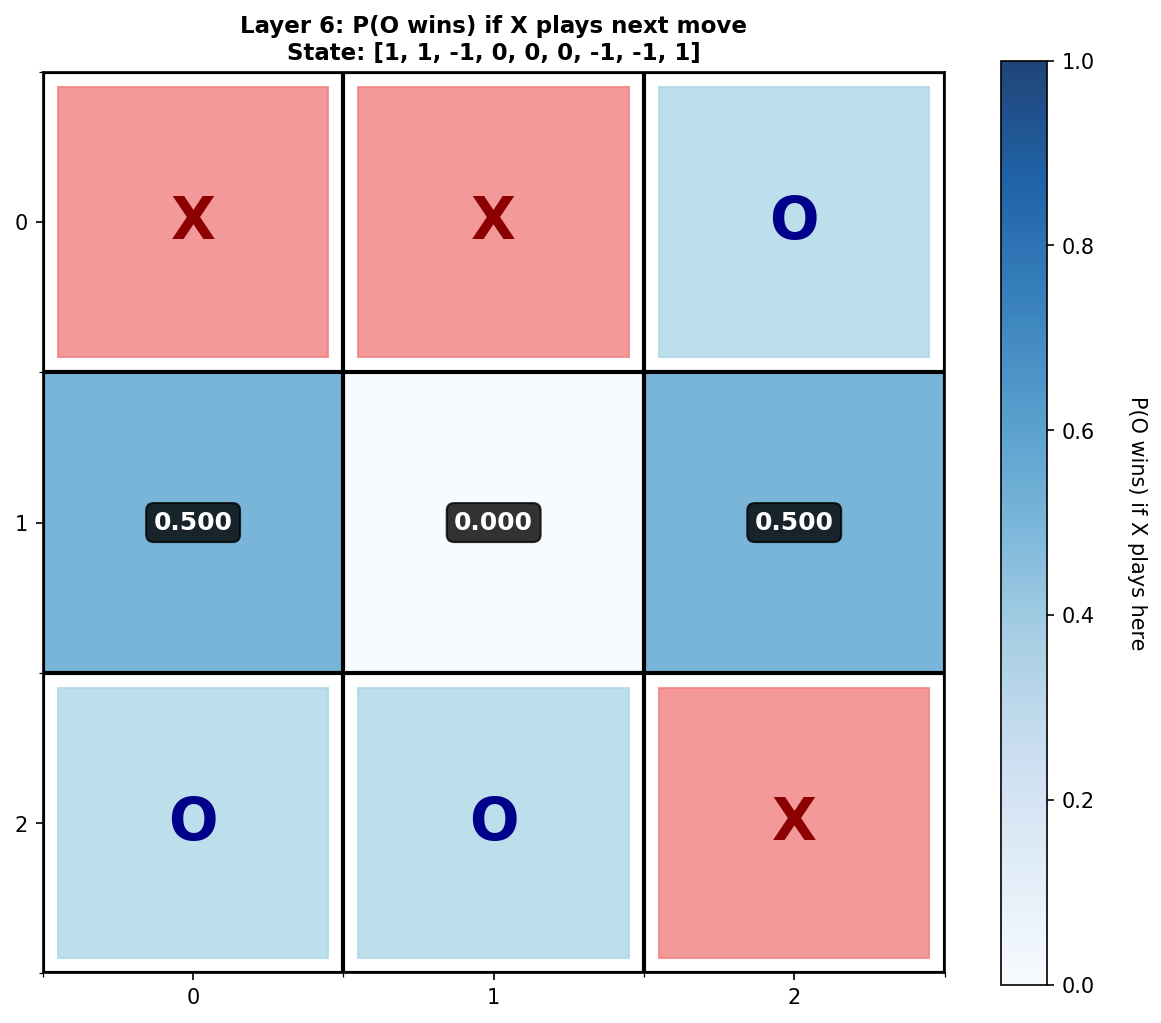 Layer 6: P(O wins) if X plays next move
State: [1, 1, -1, 0, 0, 0, -1, -1, 1]
0
X
X
O
1
0.500
0.000
0.500
2
O
O
X
0
1
2
1.0
0.8
0.6
0.4
0.2
0.0
P(O wins) if X plays here